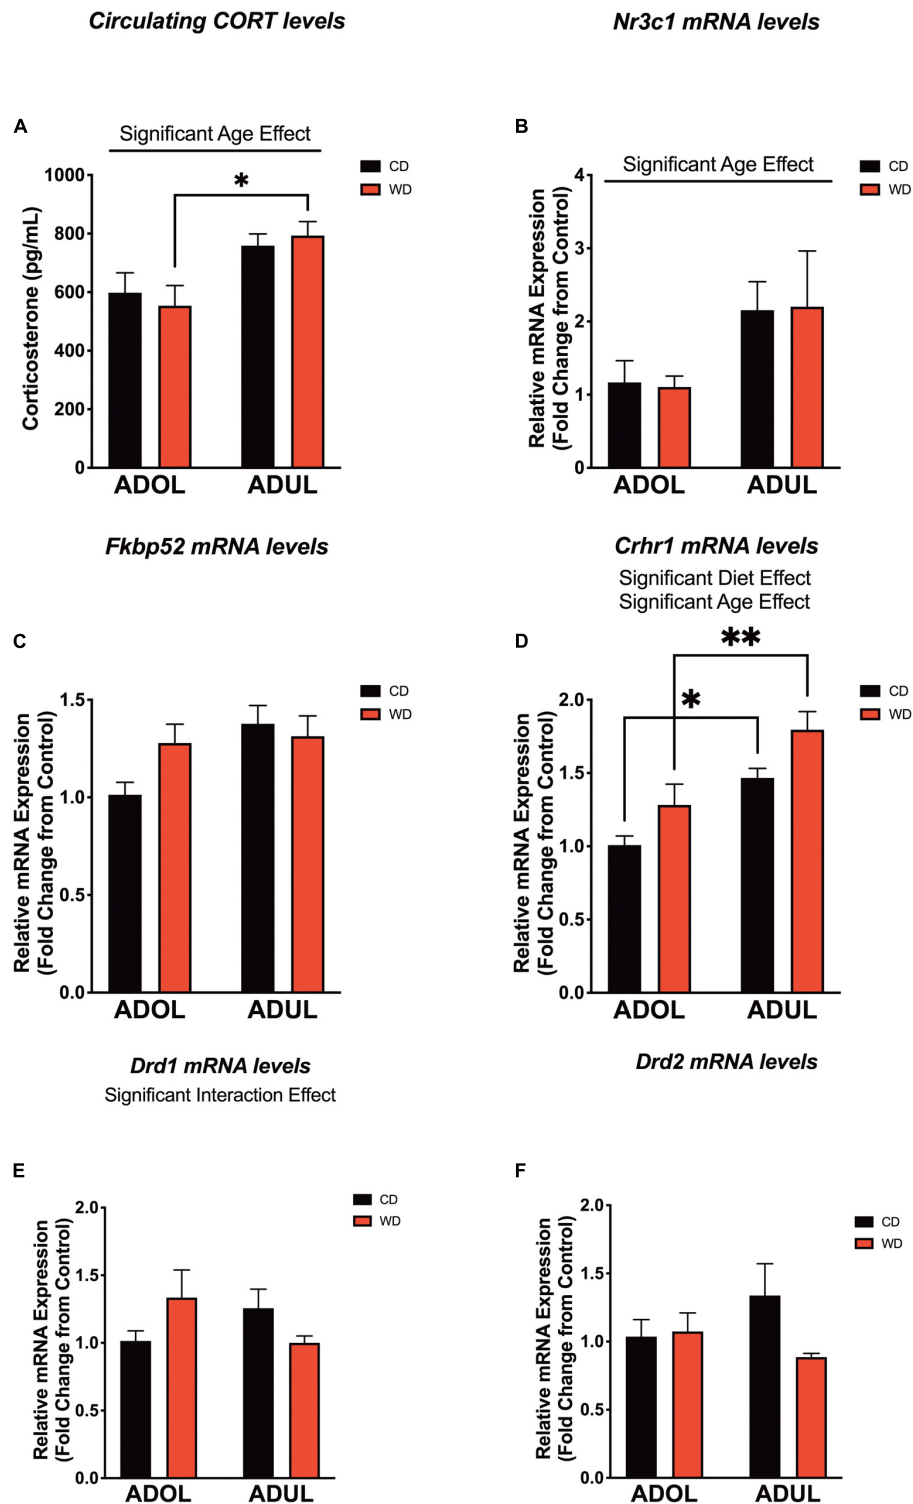 Circulating CORT levels
Nr3c1 mRNA levels
A
Significant Age Effect
CD
WD
*
Corticosterone (pg/mL)
1000
800
600
400
200
0
ADOL
ADUL
B
Significant Age Effect
CD
WD
Relative mRNA Expression
(Fold Change from Control)
4
3
2
1
0
ADOL
ADUL
Fkbp52 mRNA levels
Crhr1 mRNA levels
Significant Diet Effect
Significant Age Effect
C
CD
WD
Relative mRNA Expression
(Fold Change from Control)
1.5
1.0
0.5
0.0
ADOL
ADUL
D
**
*
CD
WD
Relative mRNA Expression
(Fold Change from Control)
2.0
1.5
1.0
0.5
0.0
ADOL
ADUL
Drd1 mRNA levels
Significant Interaction Effect
Drd2 mRNA levels
E
CD
WD
Relative mRNA Expression
(Fold Change from Control)
2.0
1.5
1.0
0.5
0.0
ADOL
ADUL
F
CD
WD
Relative mRNA Expression
(Fold Change from Control)
2.0
1.5
1.0
0.5
0.0
ADOL
ADUL